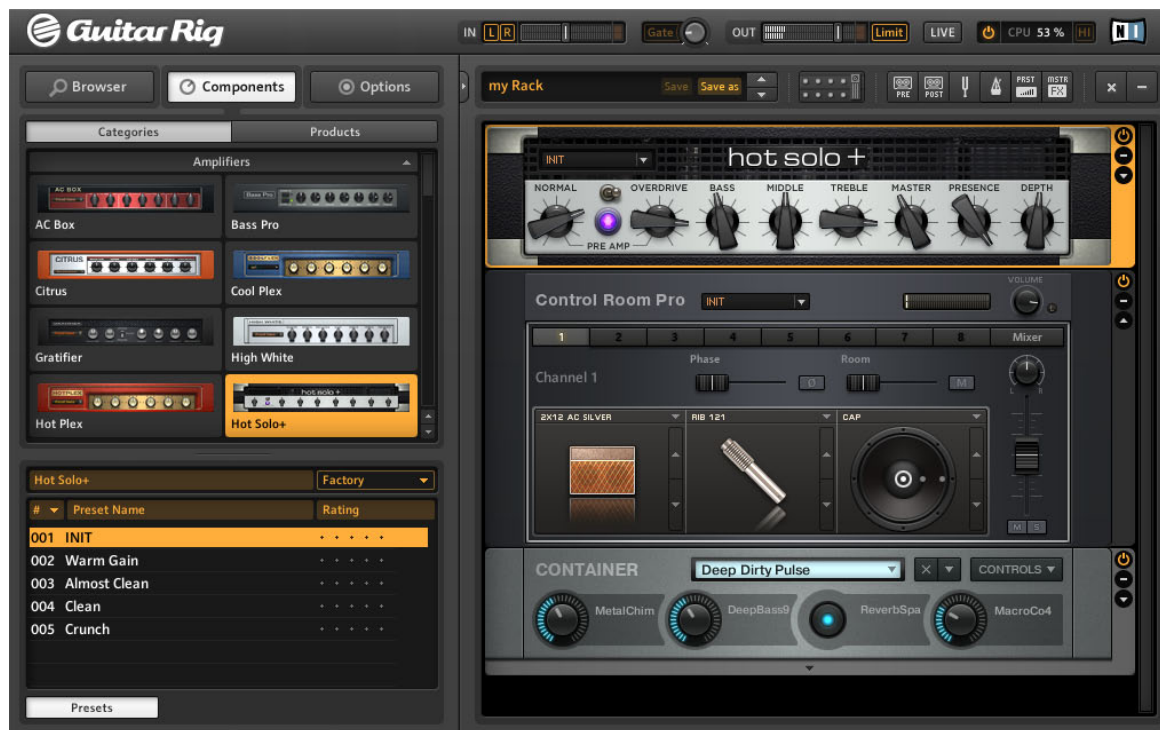 Guitar Rig
IN L R Gate OUT Limit LIVE CPU 53 % HI N I
Browser Components Options
my Rack Save Save as PRE POST PRST MSTR FX
Categories Products
Amplifiers
AC Box Bass Pro
Citrus Cool Plex
Gratifier High White
Hot Plex Hot Solo+
INIT hot solo +
NORMAL OVERDRIVE BASS MIDDLE TREBLE MASTER PRESENCE DEPTH
PRE AMP
VOLUME
Control Room Pro INIT
1 2 3 4 5 6 7 8 Mixer
Phase Room
Channel 1 Ø M
L R
2X12 AC SILVER RIB 121 CAP
M S
Hot Solo+ Factory
# Preset Name Rating
001 INIT
002 Warm Gain
003 Almost Clean
004 Clean
005 Crunch
Presets
CONTAINER Deep Dirty Pulse CONTROLS
MetalChim DeepBass9 ReverbSpa MacroCo4